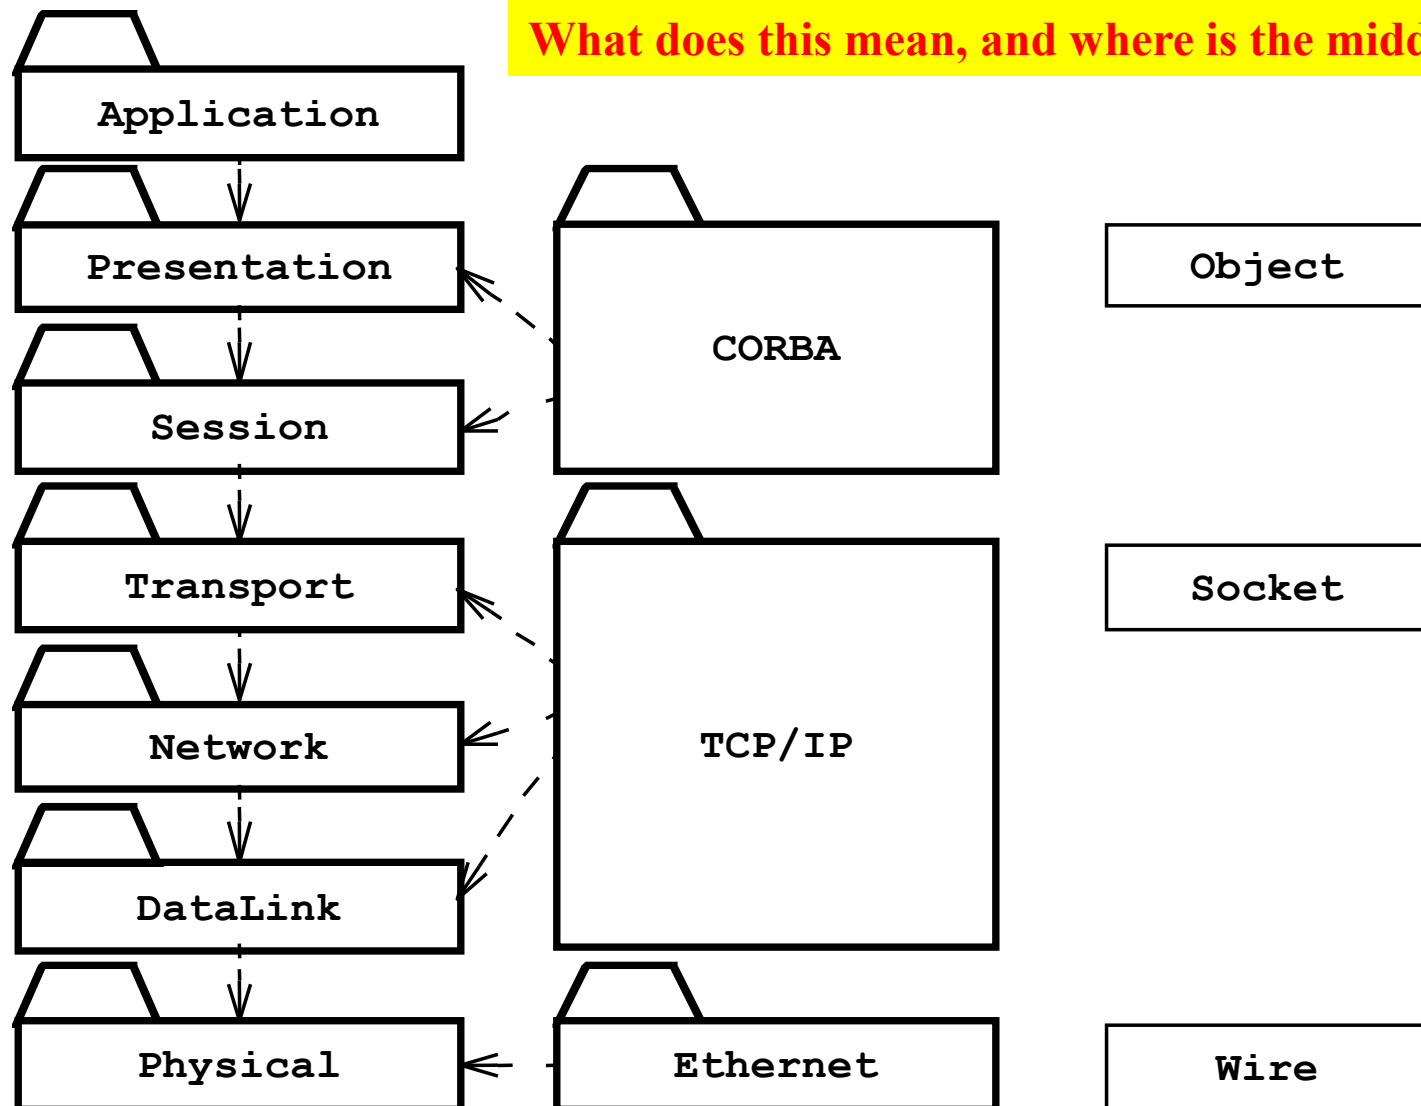 What does this mean, and where is the
Application
Presentation
Object
CORBA
Session
Transport
Socket
Network
TCP/IP
DataLink
Physical
Ethernet
Wire